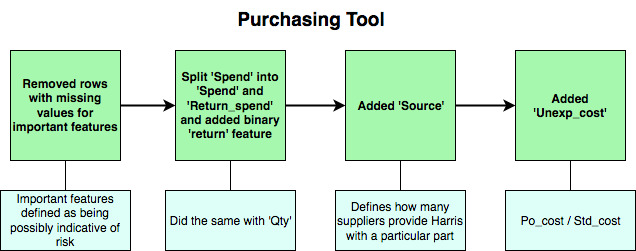 Purchasing Tool
Removed rows
with missing
values for
important features
Split 'Spend' into
'Spend' and
'Return_spend'
and added binary
'return' feature
Added 'Source'
Added
'Unexp_cost'
Important features
defined as being
possibly indicative of
risk
Did the same with 'Qty'
Defines how many
suppliers provide Harris
with a particular part
Po_cost / Std_cost